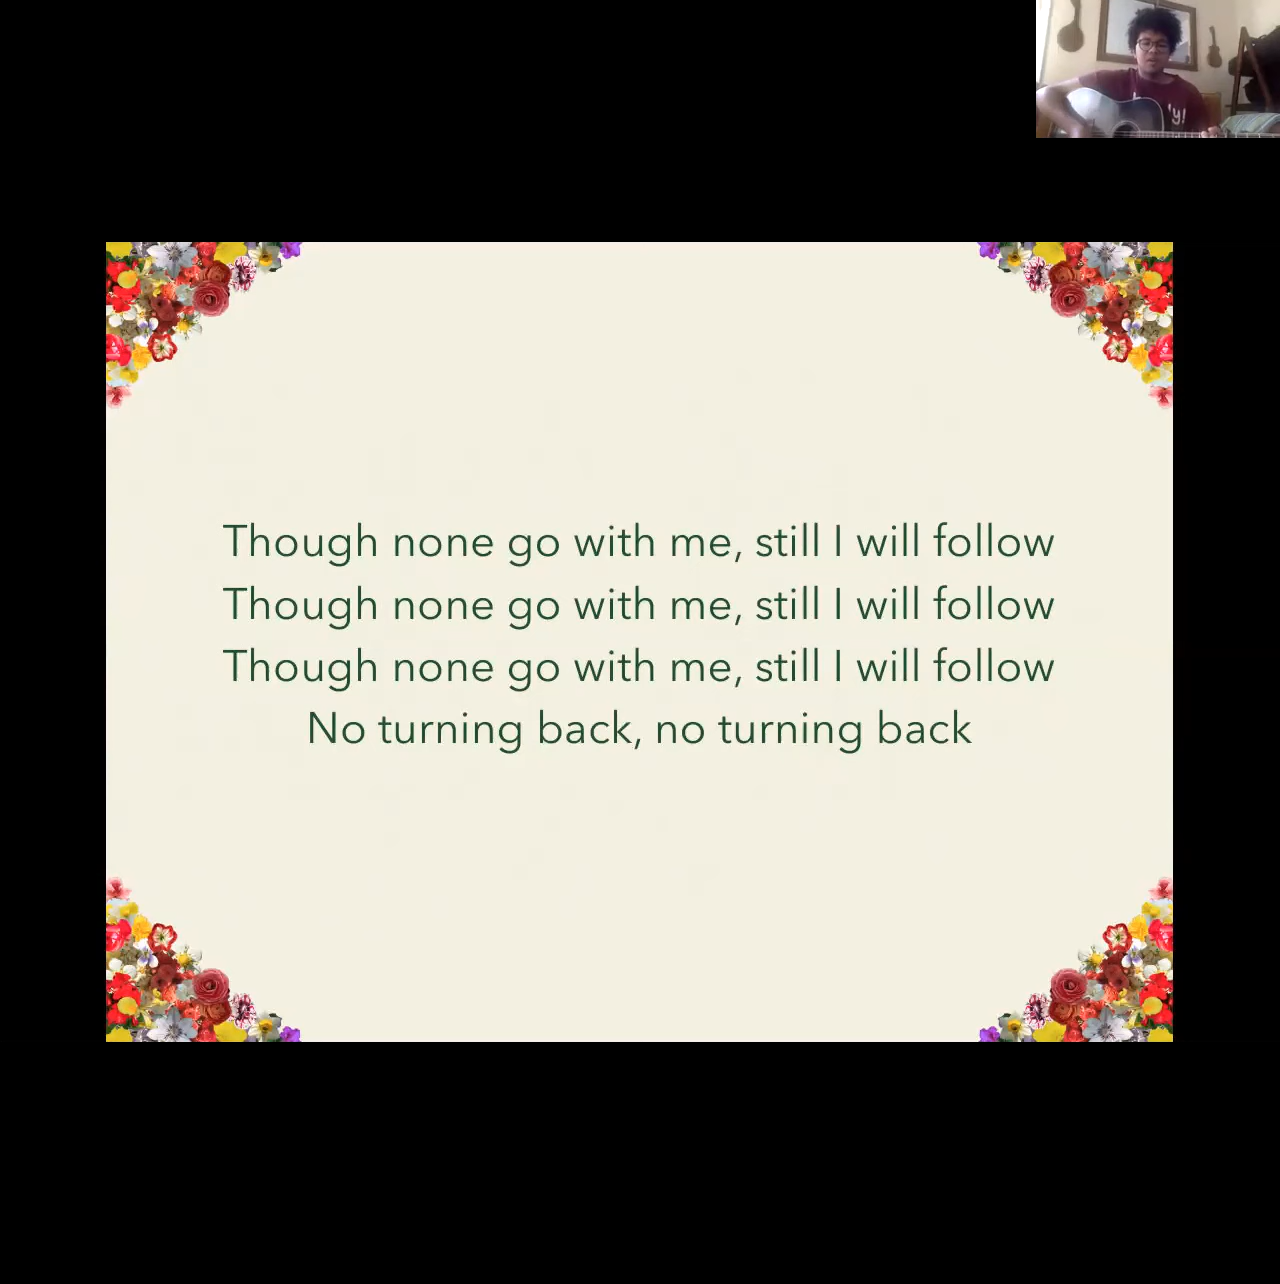 Though none go with me, still I will follow
Though none go with me, still I will follow
Though none go with me, still I will follow
No turning back, no turning back